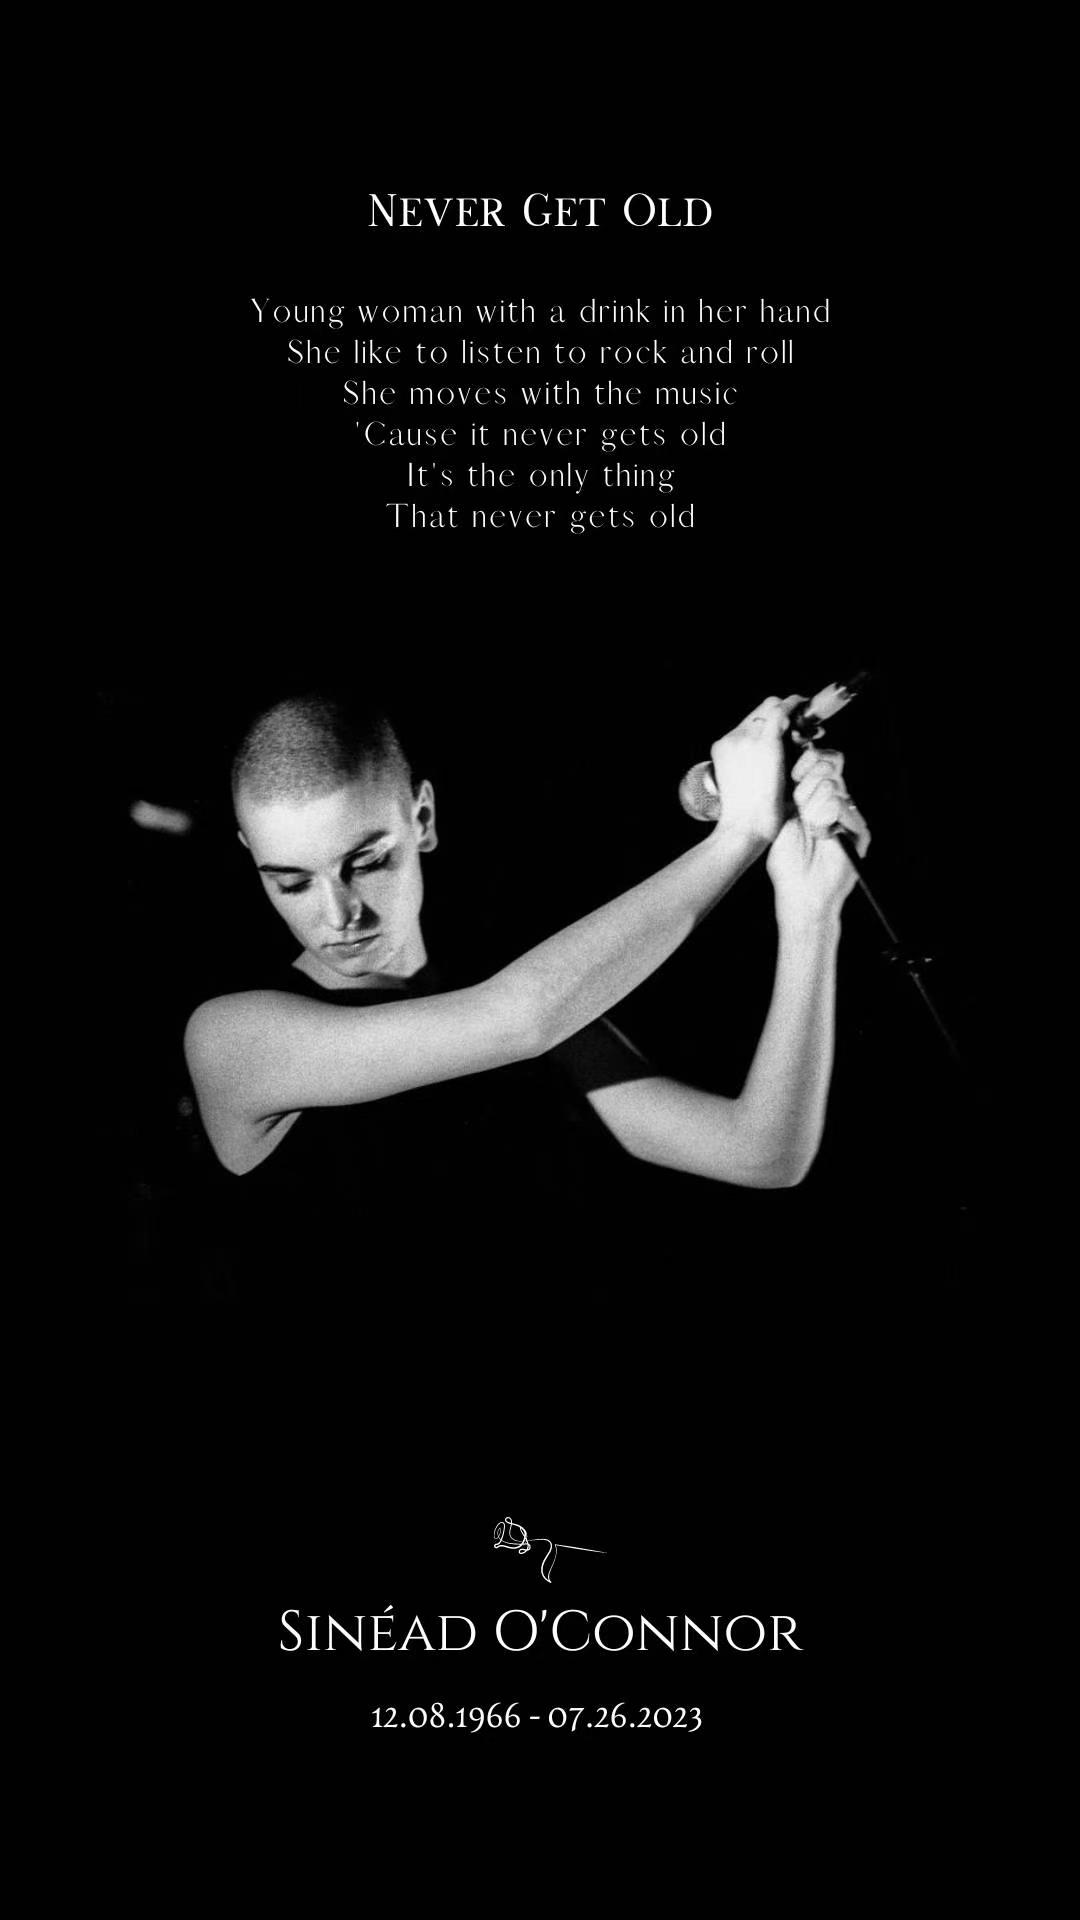 Never Get Old
Young woman with a drink in her hand
She like to listen to rock and roll
She moves with the music
'Cause it never gets old
It's the only thing
That never gets old
Sinéad O'Connor
12.08.1966 - 07.26.2023